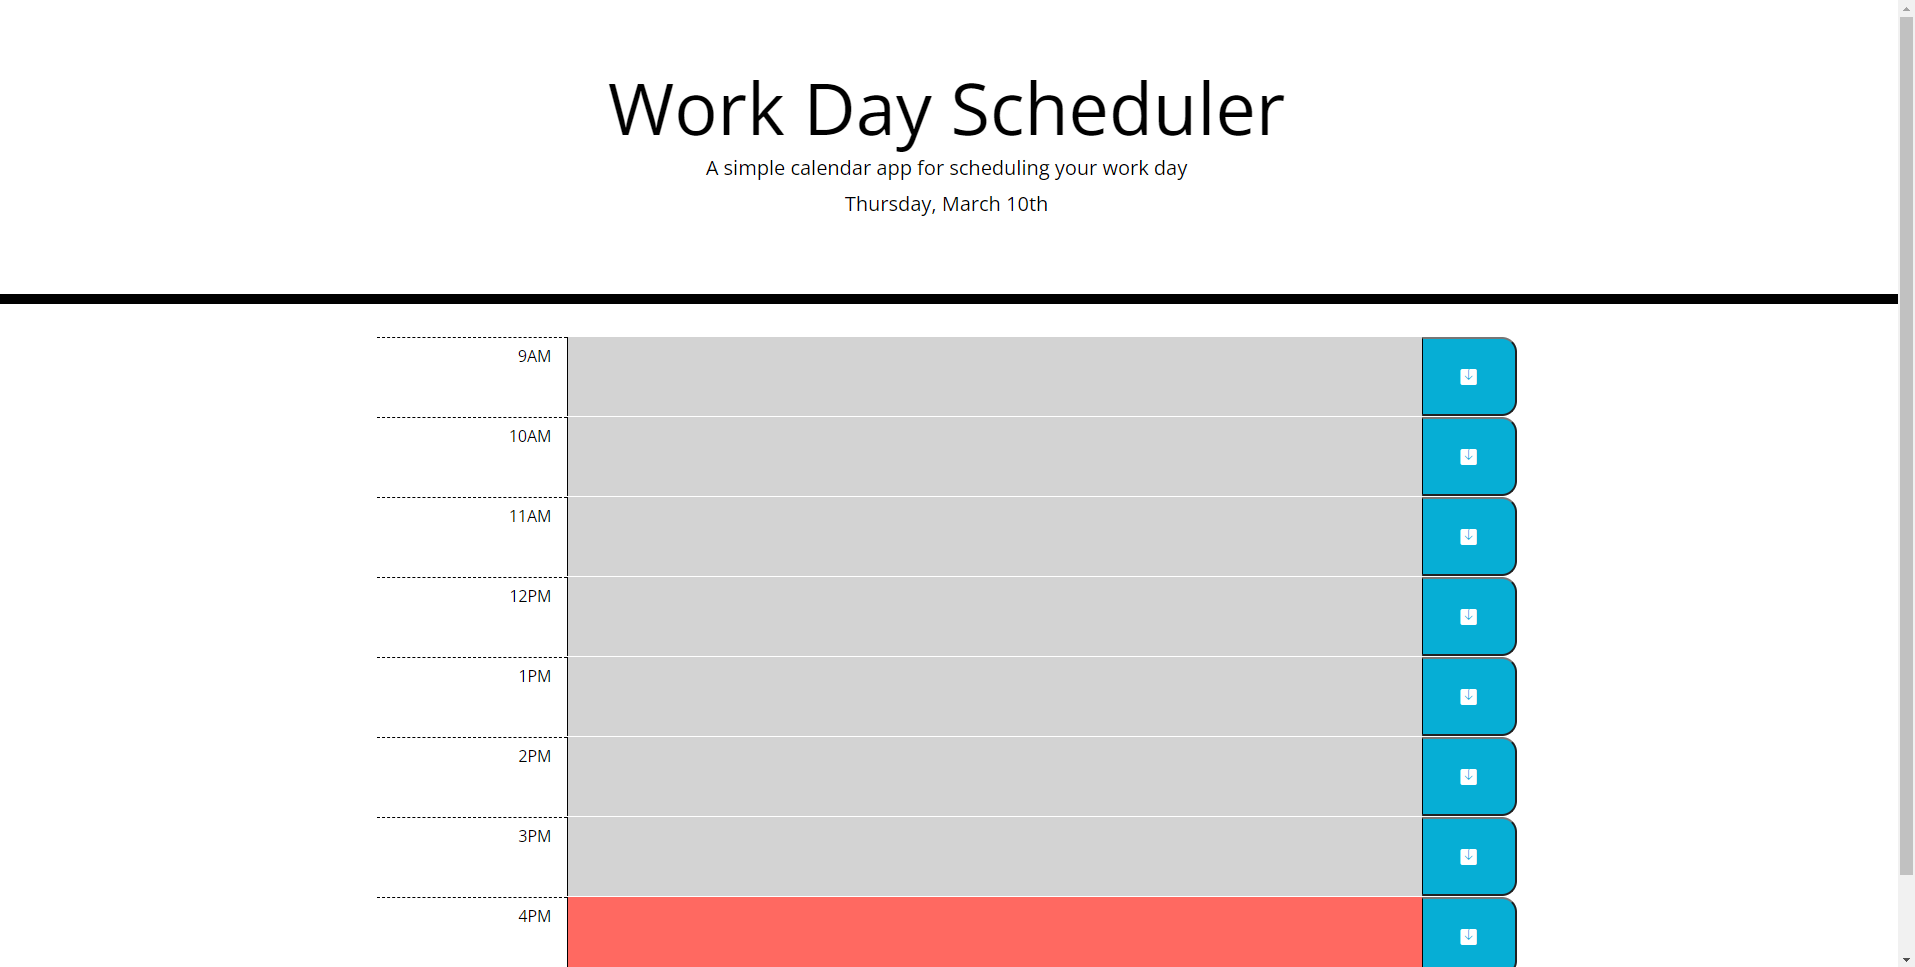 Work Day Scheduler
A simple calendar app for scheduling your work day
Thursday, March 10th
9AM
10AM
11AM
12PM
1PM
2PM
3PM
4PM